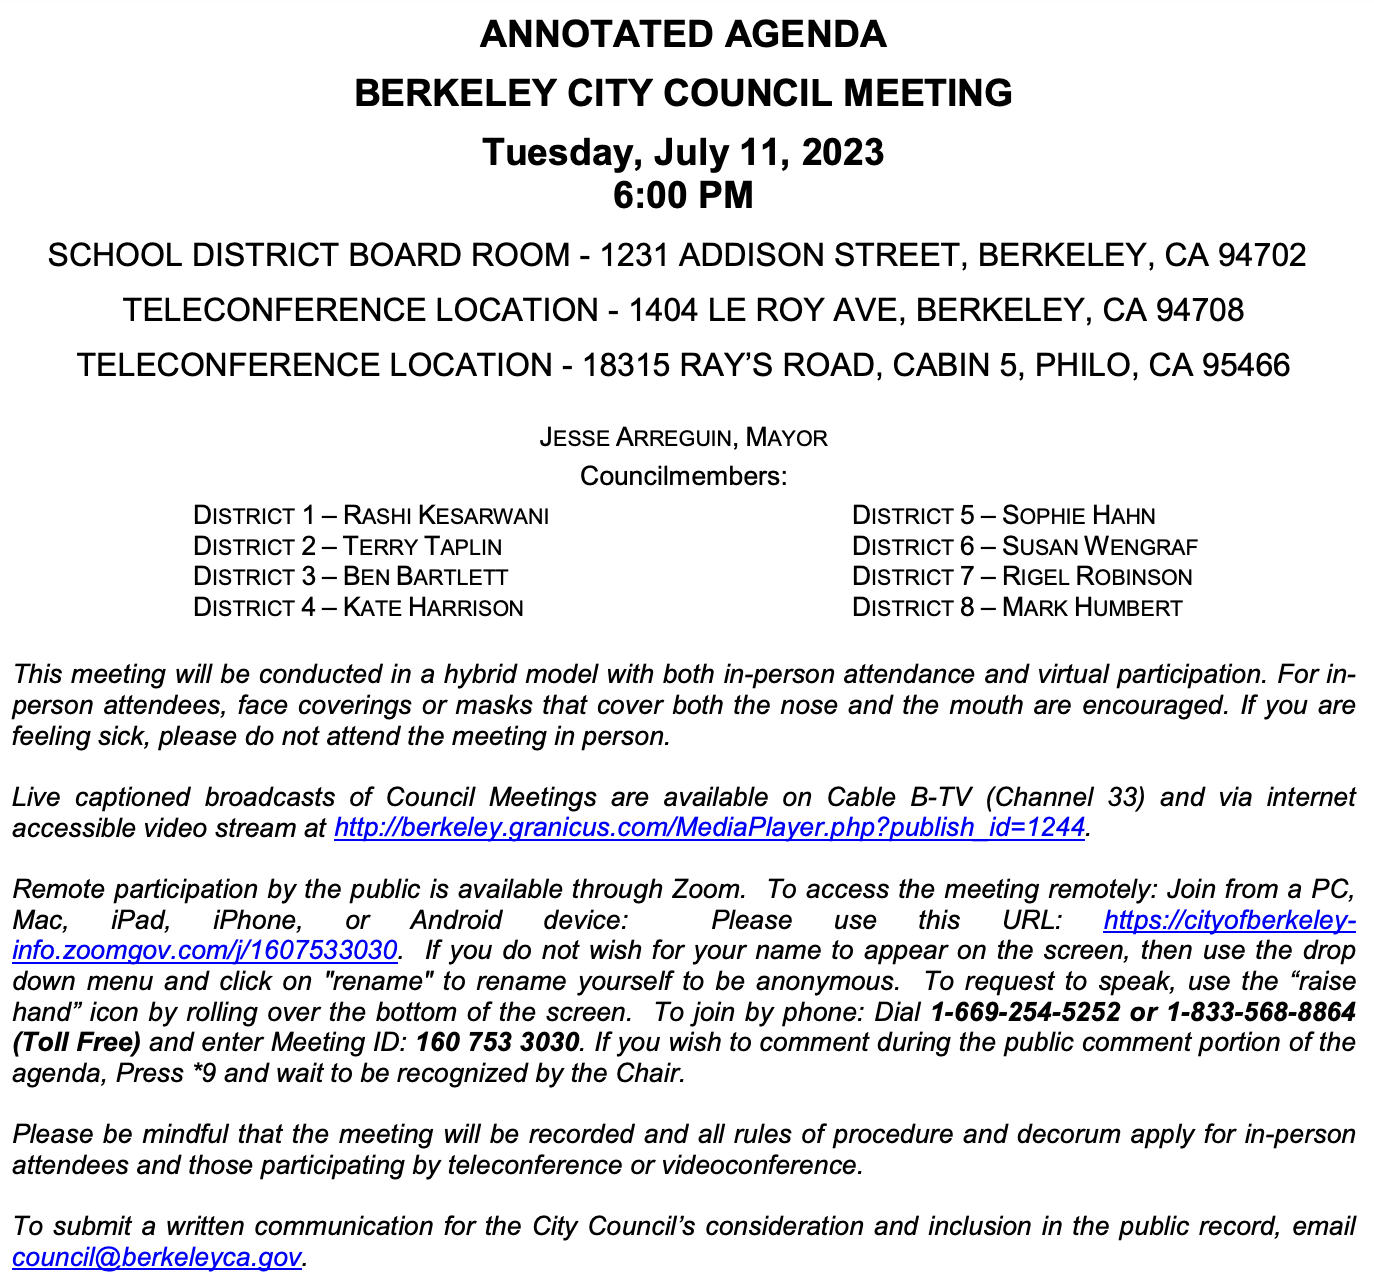 ANNOTATED AGENDA
BERKELEY CITY COUNCIL MEETING
Tuesday, July 11, 2023
6:00 PM
SCHOOL DISTRICT BOARD ROOM - 1231 ADDISON STREET, BERKELEY, CA 94702
TELECONFERENCE LOCATION - 1404 LE ROY AVE, BERKELEY, CA 94708
TELECONFERENCE LOCATION - 18315 RAY’S ROAD, CABIN 5, PHILO, CA 95466
JESSE ARREGUIN, MAYOR
Councilmembers:
DISTRICT 1 – RASHI KESARWANI
DISTRICT 2 – TERRY TAPLIN
DISTRICT 3 – BEN BARTLETT
DISTRICT 4 – KATE HARRISON
DISTRICT 5 – SOPHIE HAHN
DISTRICT 6 – SUSAN WENGRAF
DISTRICT 7 – RIGEL ROBINSON
DISTRICT 8 – MARK HUMBERT
This meeting will be conducted in a hybrid model with both in-person attendance and virtual participation. For in-
person attendees, face coverings or masks that cover both the nose and the mouth are encouraged. If you are
feeling sick, please do not attend the meeting in person.
Live captioned broadcasts of Council Meetings are available on Cable B-TV (Channel 33) and via internet
accessible video stream at http://berkeley.granicus.com/MediaPlayer.php?publish_id=1244.
Remote participation by the public is available through Zoom. To access the meeting remotely: Join from a PC,
Mac, iPad, iPhone, or Android device: Please use this URL: https://cityofberkeley-
info.zoomgov.com/j/1607533030. If you do not wish for your name to appear on the screen, then use the drop
down menu and click on "rename" to rename yourself to be anonymous. To request to speak, use the “raise
hand” icon by rolling over the bottom of the screen. To join by phone: Dial 1-669-254-5252 or 1-833-568-8864
(Toll Free) and enter Meeting ID: 160 753 3030. If you wish to comment during the public comment portion of the
agenda, Press *9 and wait to be recognized by the Chair.
Please be mindful that the meeting will be recorded and all rules of procedure and decorum apply for in-person
attendees and those participating by teleconference or videoconference.
To submit a written communication for the City Council’s consideration and inclusion in the public record, email
council@berkeleyca.gov.